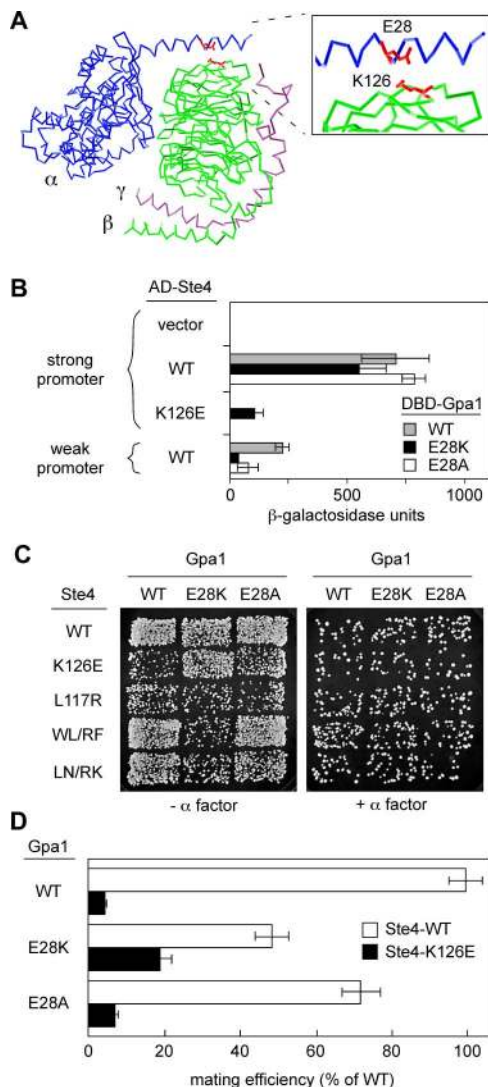 A
E28
K126
α
γ
β
B
AD-Ste4
vector
strong promoter
WT
K126E
weak promoter
WT
DBD-Gpa1
WT
E28K
E28A
0 500 1000
β-galactosidase units
C
Gpa1 Gpa1
Ste4 WT E28K E28A WT E28K E28A
WT
K126E
L117R
WL/RF
LN/RK
- α factor + α factor
D
Gpa1
WT
E28K
E28A
Ste4-WT
Ste4-K126E
0 20 40 60 80 100
mating efficiency (% of WT)